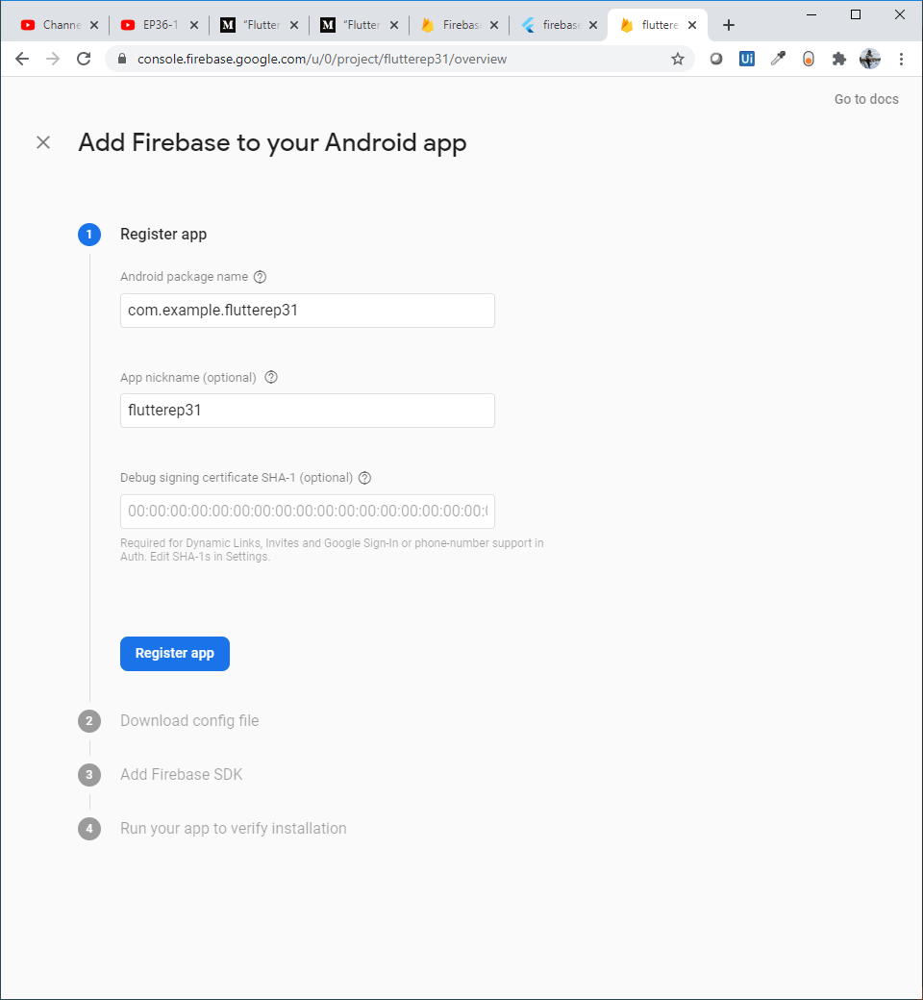 Channe
EP36-1
"Flutter
"Flutter
Firebas
firebas
fluttere
console.firebase.google.com/u/0/project/flutterep31/overview
Ui
Go to docs
Add Firebase to your Android app
1 Register app
Android package name ?
com.example.flutterep31
App nickname (optional) ?
flutterep31
Debug signing certificate SHA-1 (optional) ?
00:00:00:00:00:00:00:00:00:00:00:00:00:00:00:00:00:
Required for Dynamic Links, Invites and Google Sign-In or phone-number support in
Auth. Edit SHA-1s in Settings.
Register app
2 Download config file
3 Add Firebase SDK
4 Run your app to verify installation